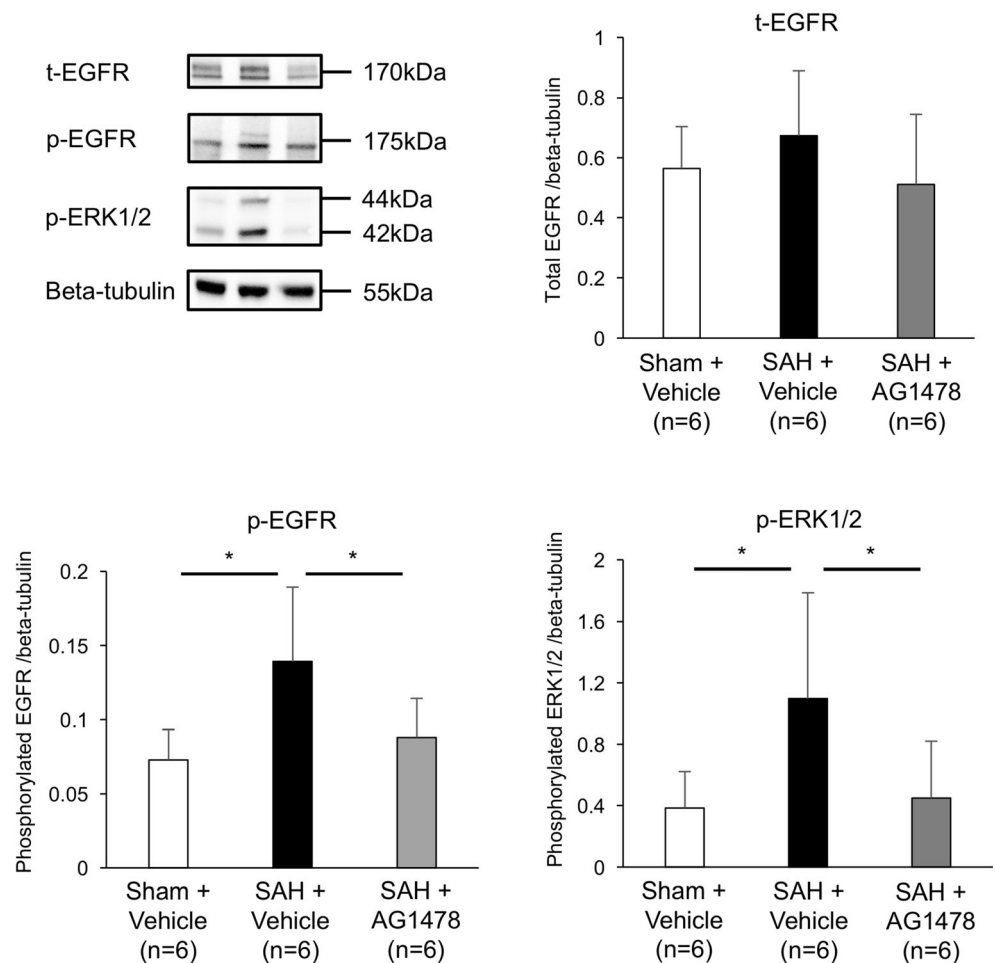 t-EGFR
170kDa
p-EGFR
175kDa
p-ERK1/2
44kDa
42kDa
Beta-tubulin
55kDa
t-EGFR
Total EGFR /beta-tubulin
1
0.8
0.6
0.4
0.2
0
Sham +
Vehicle
(n=6)
SAH +
Vehicle
(n=6)
SAH +
AG1478
(n=6)
p-EGFR
Phosphorylated EGFR /beta-tubulin
0.2
0.15
0.1
0.05
0
*
*
Sham +
Vehicle
(n=6)
SAH +
Vehicle
(n=6)
SAH +
AG1478
(n=6)
p-ERK1/2
Phosphorylated ERK1/2 /beta-tubulin
2
1.6
1.2
0.8
0.4
0
*
*
Sham +
Vehicle
(n=6)
SAH +
Vehicle
(n=6)
SAH +
AG1478
(n=6)